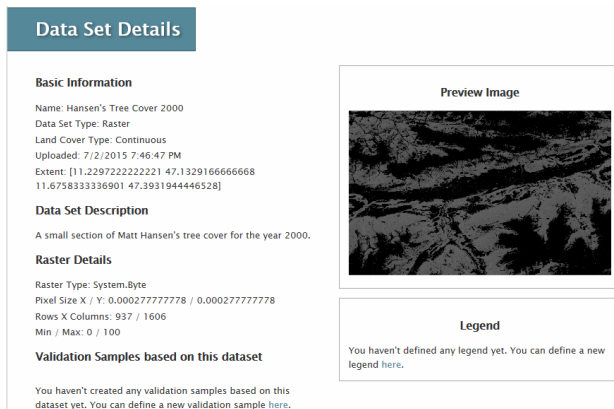 Data Set Details
Basic Information
Name: Hansen's Tree Cover 2000
Data Set Type: Raster
Land Cover Type: Continuous
Uploaded: 7/2/2015 7:46:47 PM
Extent: [11.2297222222221 47.1329166666668
11.6758333336901 47.3931944446528]
Data Set Description
A small section of Matt Hansen's tree cover for the year 2000.
Raster Details
Raster Type: System.Byte
Pixel Size X / Y: 0.000277777778 / 0.000277777778
Rows X Columns: 937 / 1606
Min / Max: 0 / 100
Validation Samples based on this dataset
You haven't created any validation samples based on this
dataset yet. You can define a new validation sample here.
Preview Image
Legend
You haven't defined any legend yet. You can define a new
legend here.